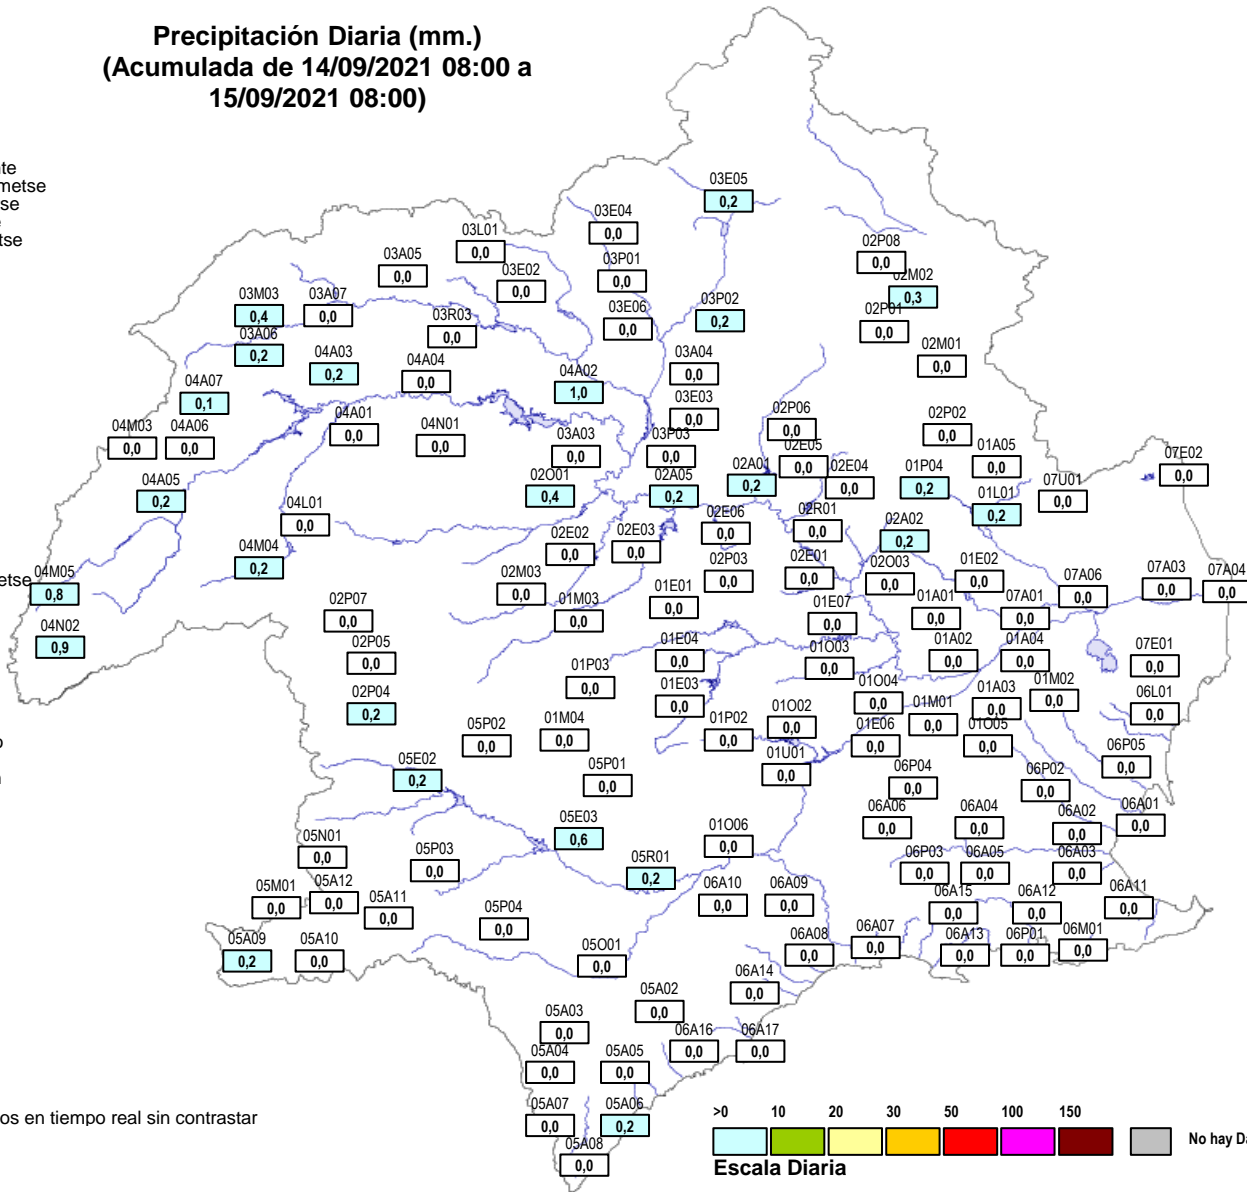 Precipitación Diaria (mm.)
(Acumulada de 14/09/2021 08:00 a
15/09/2021 08:00)
metse
03E05
0,2
03E04
0,0
03L01
0,0
03A05
0,0
03P01
0,0
03E02
0,0
02P08
0,0
02M02
0,3
03M03
0,4
03A07
0,0
03R03
0,0
03E06
0,0
03P02
0,2
02P01
0,0
03A06
0,2
04A03
0,2
04A04
0,0
04A02
1,0
03A04
0,0
02M01
0,0
04A07
0,1
04A01
0,0
04N01
0,0
03E03
0,0
02P06
0,0
02P02
0,0
04M03
0,0
04A06
0,0
03A03
0,0
03P03
0,0
02E05
0,0
01A05
0,0
07E02
0,0
04A05
0,2
02O01
0,4
02A05
0,2
02A01
0,2
02E04
0,0
01P04
0,2
07U01
0,0
01L01
0,2
04L01
0,0
02E06
0,0
02R01
0,0
02A02
0,2
02E02
0,0
02E03
0,0
04M04
0,2
04M05
0,8
02M03
0,0
02P03
0,0
02E01
0,0
02O03
0,0
01E02
0,0
07A06
0,0
07A03
0,0
07A04
0,0
02P07
0,0
01M03
0,0
01E01
0,0
01E07
0,0
01A01
0,0
07A01
0,0
04N02
0,9
02P05
0,0
01E04
0,0
01O03
0,0
01A02
0,0
01A04
0,0
07E01
0,0
01P03
0,0
02P04
0,2
01E03
0,0
01O04
0,0
01A03
0,0
01M02
0,0
06L01
0,0
05P02
0,0
01M04
0,0
01P02
0,0
01O02
0,0
01E06
0,0
01M01
0,0
01O05
0,0
05E02
0,2
05P01
0,0
01U01
0,0
06P04
0,0
06P02
0,0
06P05
0,0
05E03
0,6
01O06
0,0
06A06
0,0
06A04
0,0
06A02
0,0
06A01
0,0
05N01
0,0
05P03
0,0
05R01
0,2
06P03
0,0
06A05
0,0
06A03
0,0
05M01
0,0
05A12
0,0
05A11
0,0
06A10
0,0
06A09
0,0
06A15
0,0
06A12
0,0
06A11
0,0
05P04
0,0
05A09
0,2
05A10
0,0
05O01
0,0
06A08
0,0
06A07
0,0
06A13
0,0
06P01
0,0
06M01
0,0
06A14
0,0
05A02
0,0
05A03
0,0
06A16
0,0
06A17
0,0
05A04
0,0
05A05
0,0
05A07
0,0
05A06
0,2
05A08
0,0
os en tiempo real sin contrastar
>0 10 20 30 50 100 150
No hay Da
Escala Diaria